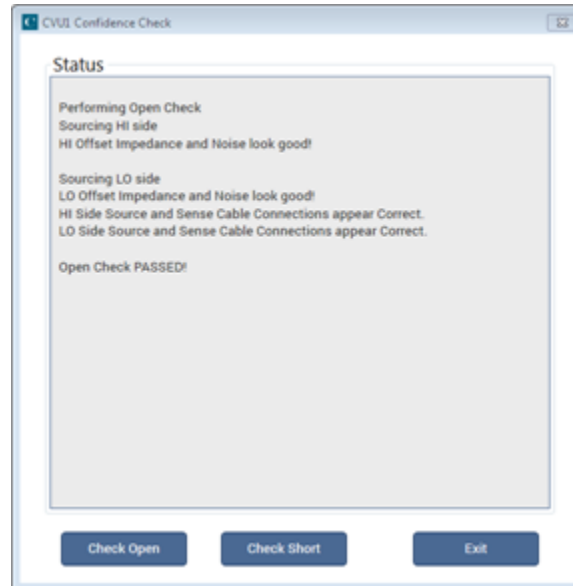 CVU1 Confidence Check
Status
Performing Open Check
Sourcing HI side
HI Offset Impedance and Noise look good!
Sourcing LO side
LO Offset Impedance and Noise look good!
HI Side Source and Sense Cable Connections appear Correct.
LO Side Source and Sense Cable Connections appear Correct.
Open Check PASSED!
Check Open
Check Short
Exit